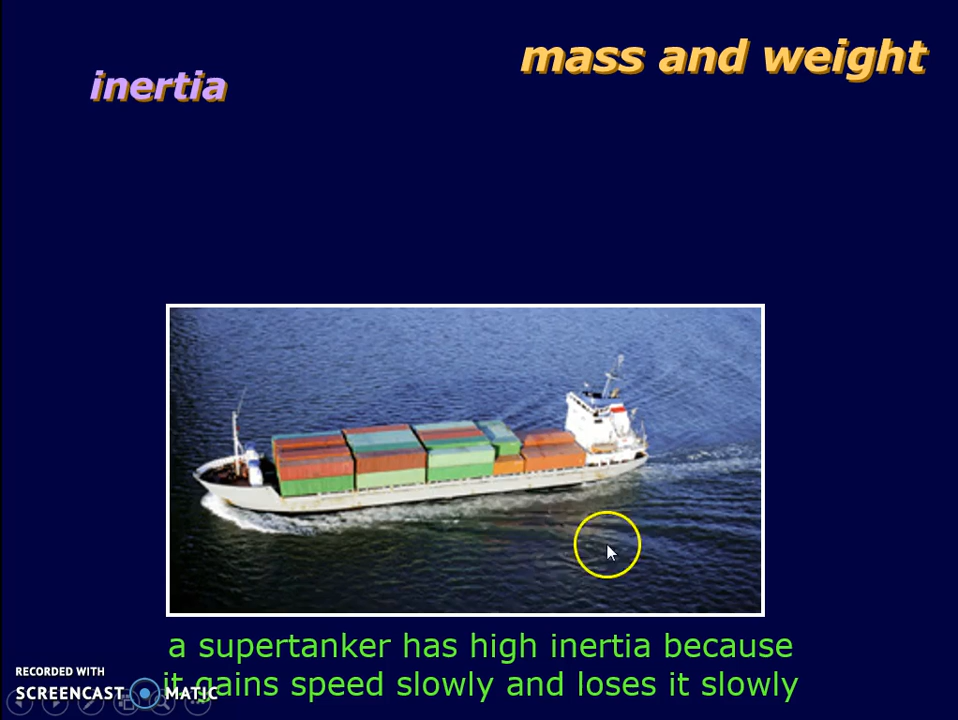 mass and weight
inertia
a supertanker has high inertia because
it gains speed slowly and loses it slowly
RECORDED WITH
SCREENCAST MATIC